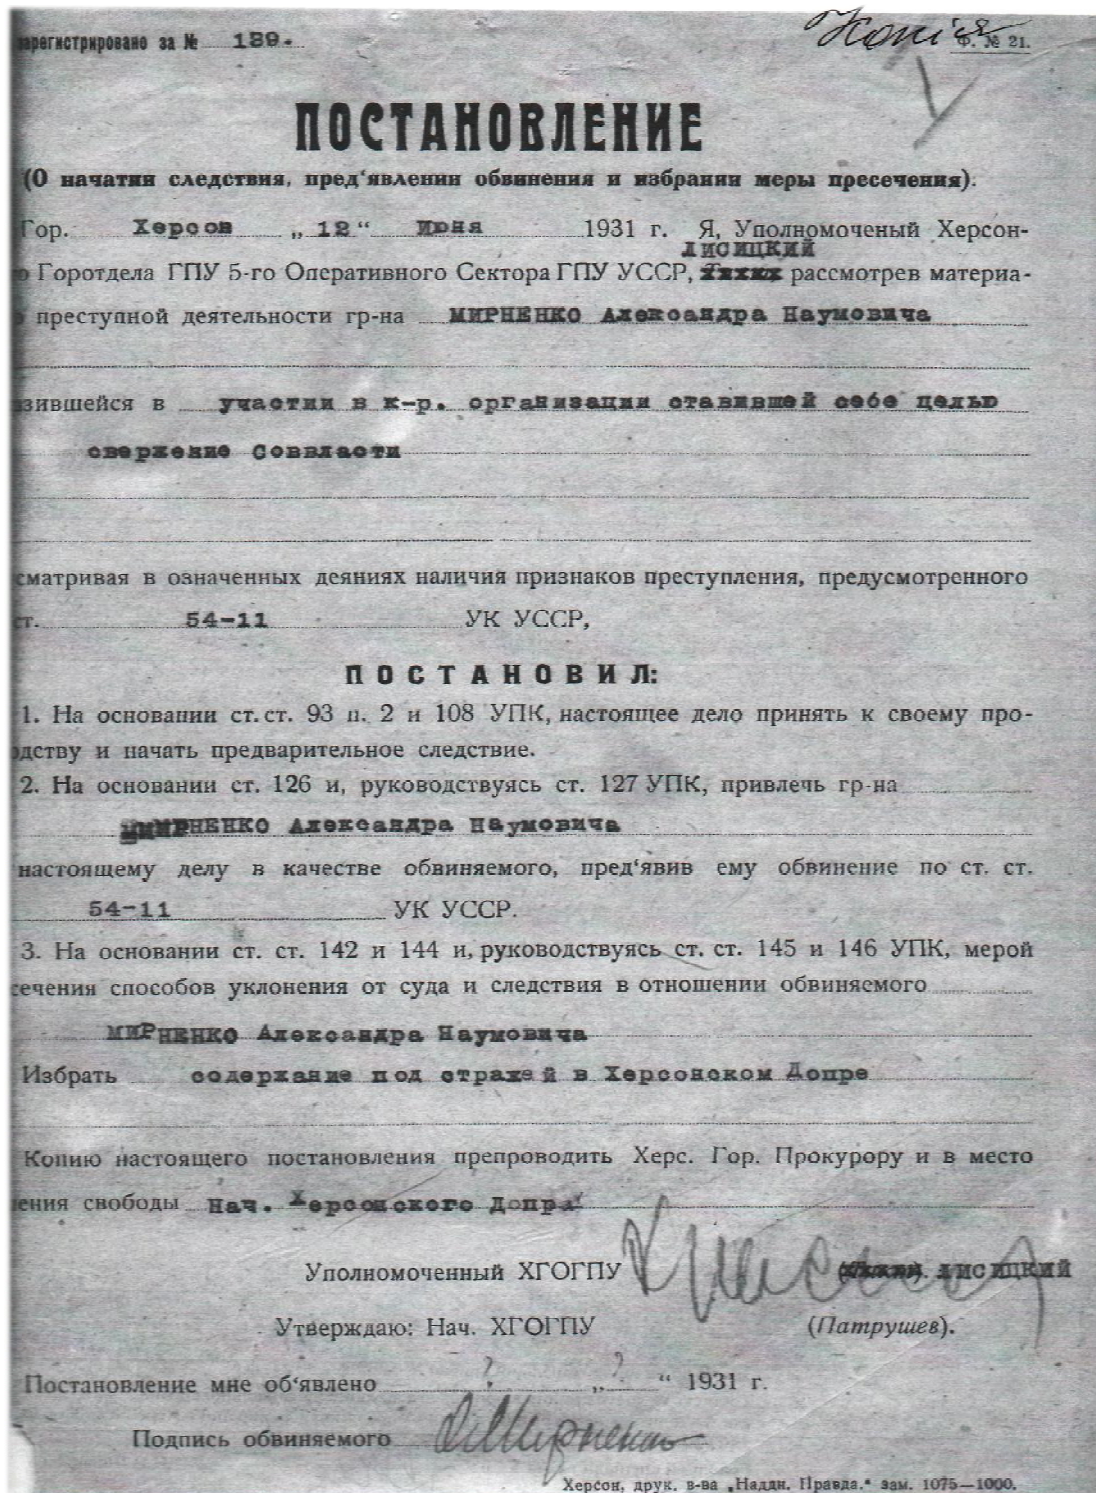 зарегистрировано за № 139.
Копія
Ф. № 21.
ПОСТАНОВЛЕНИЕ
(О начатии следствия, пред‘явлении обвинения и избрании меры пресечения).
Гор. Херсон „ 12 “ Июня 1931 г. Я, Уполномоченый Херсон-
ЛИСИЦКИЙ
о Горотдела ГПУ 5-го Оперативного Сектора ГПУ УССР, рассмотрев материа-
преступной деятельности гр-на МИРНЕНКО Александра Наумовича
зившейся в участии в к-р. организации ставившей себе целью
свержение Соввласти
сматривая в означенных деяниях наличия признаков преступления, предусмотренного
ст. 54-11 УК УССР,
ПОСТАНОВИЛ:
1. На основании ст. ст. 93 п. 2 и 108 УПК, настоящее дело принять к своему про-
дству и начать предварительное следствие.
2. На основании ст. 126 и, руководствуясь ст. 127 УПК, привлечь гр-на
МИРНЕНКО Александра Наумовича
настоящему делу в качестве обвиняемого, пред‘явив ему обвинение по ст. ст.
54-11 УК УССР.
3. На основании ст. ст. 142 и 144 и, руководствуясь ст. ст. 145 и 146 УПК, мерой
сечения способов уклонения от суда и следствия в отношении обвиняемого
МИРНЕНКО Александра Наумовича
Избрать содержание под стражей в Херсонском Допре
Копию настоящего постановления препроводить Херс. Гор. Прокурору и в место
ения свободы Нач. Херсонского Допра
Уполномоченный ХГОГПУ ЛИСИЦКИЙ
Утверждаю: Нач. ХГОГПУ (Патрушев).
Постановление мне об‘явлено ? „ ? “ 1931 г.
Подпись обвиняемого А Мирненко
Херсон, друк. в-ва „Наддн. Правда.“ зам. 1075—1000.